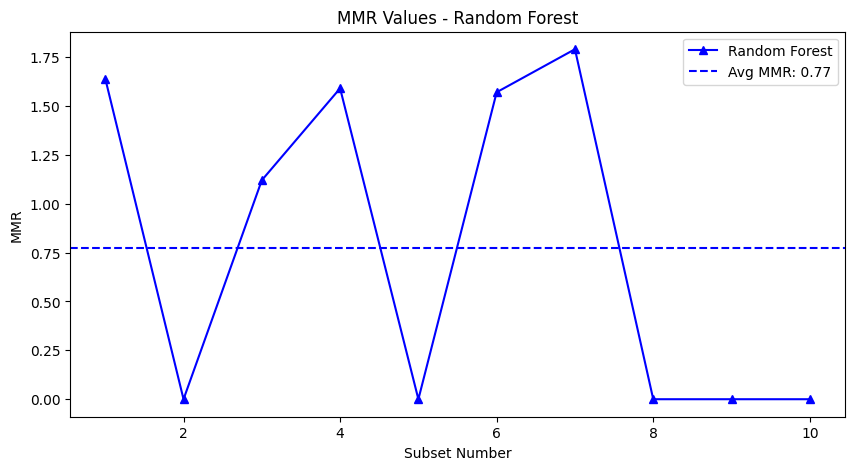 MMR Values - Random Forest
Random Forest
Avg MMR: 0.77
MMR
1.75
1.50
1.25
1.00
0.75
0.50
0.25
0.00
2 4 6 8 10
Subset Number